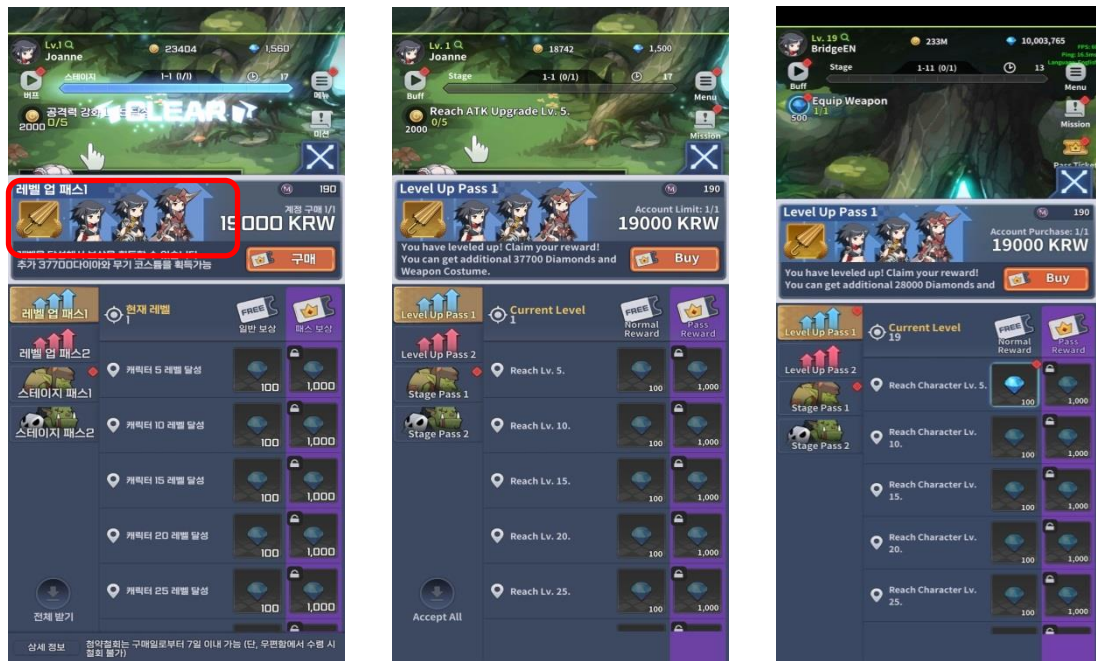 Lv.1
Joanne
23404
1,560
스테이지
1-1 (1/1)
17
버프
메뉴
공격력 강화
CLEAR
2000 0/5
미션
레벨 업 패스1
190
계정 구매 1/1
19000 KRW
추가 37700다이아와 무기 코스튬를 획득가능
구매
레벨 업 패스1
현재 레벨
1
FREE
일반 보상
패스 보상
레벨 업 패스2
캐릭터 5 레벨 달성
100
1,000
스테이지 패스1
캐릭터 10 레벨 달성
100
1,000
스테이지 패스2
캐릭터 15 레벨 달성
100
1,000
캐릭터 20 레벨 달성
100
1,000
캐릭터 25 레벨 달성
100
1,000
전체 받기
상세 정보
청약철회는 구매일로부터 7일 이내 가능 (단, 우편함에서 수령 시
철회 불가)
Lv. 1
Joanne
18742
1,500
Stage
1-1 (0/1)
17
Buff
Menu
Reach ATK Upgrade Lv. 5.
0/5
2000
Mission
Level Up Pass 1
190
Account Limit: 1/1
19000 KRW
You have leveled up! Claim your reward!
You can get additional 37700 Diamonds and
Weapon Costume.
Buy
Level Up Pass 1
Current Level
1
FREE
Normal
Reward
Pass
Reward
Level Up Pass 2
Reach Lv. 5.
100
1,000
Stage Pass 1
Reach Lv. 10.
100
1,000
Stage Pass 2
Reach Lv. 15.
100
1,000
Reach Lv. 20.
100
1,000
Reach Lv. 25.
100
1,000
Accept All
Lv. 19
BridgeEN
233M
10,003,765
Stage
1-11 (0/1)
13
Buff
Menu
Equip Weapon
1/1
500
Mission
Pass Ticket
Level Up Pass 1
190
Account Purchase: 1/1
19000 KRW
You have leveled up! Claim your reward!
You can get additional 28000 Diamonds and
Buy
Level Up Pass 1
Current Level
19
FREE
Normal
Reward
Pass
Reward
Level Up Pass 2
Reach Character Lv. 5.
100
1,000
Stage Pass 1
Reach Character Lv.
10.
100
1,000
Stage Pass 2
Reach Character Lv.
15.
100
1,000
Reach Character Lv.
20.
100
1,000
Reach Character Lv.
25.
100
1,000